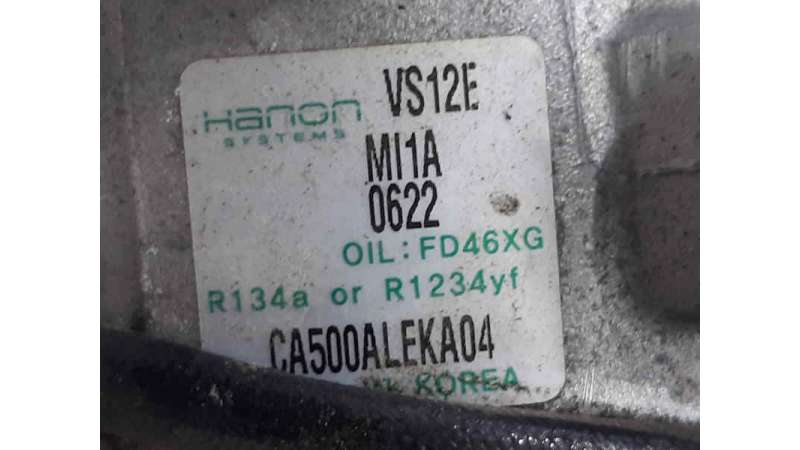 Hanon VS12E
SYSTEMS
MI1A
0622
OIL:FD46XG
R134a or R1234yf
CA500ALEKA04
KOREA